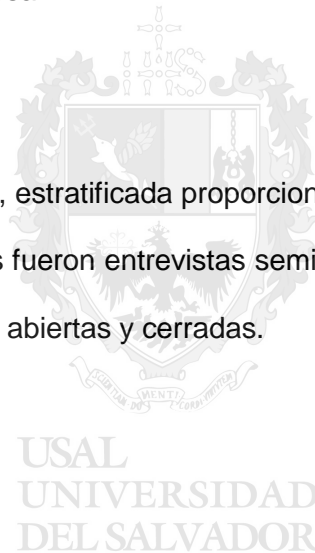 , estratificada proporcion
s fueron entrevistas semi
abiertas y cerradas.
USAL
UNIVERSIDAD
DEL SALVADOR